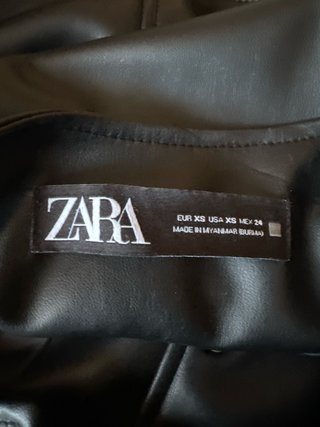 ZARA
EUR XS USA XS MEX 24
MADE IN MYANMAR (BURMA)